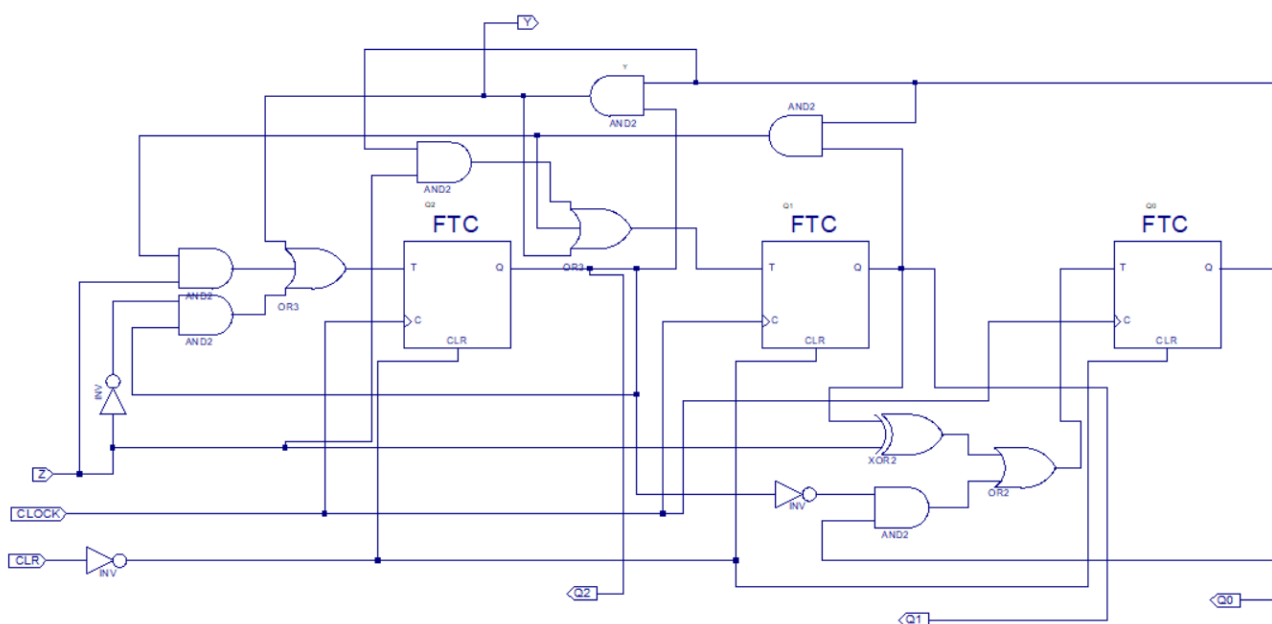 Y
Y
AND2
AND2
AND2
Q2
FTC
Q1
FTC
Q0
FTC
T
Q
T
Q
T
Q
OR3
AND2
OR3
C
C
C
AND2
CLR
CLR
CLR
INV
XOR2
Z
OR2
INV
CLOCK
AND2
CLR
INV
Q2
Q0
Q1